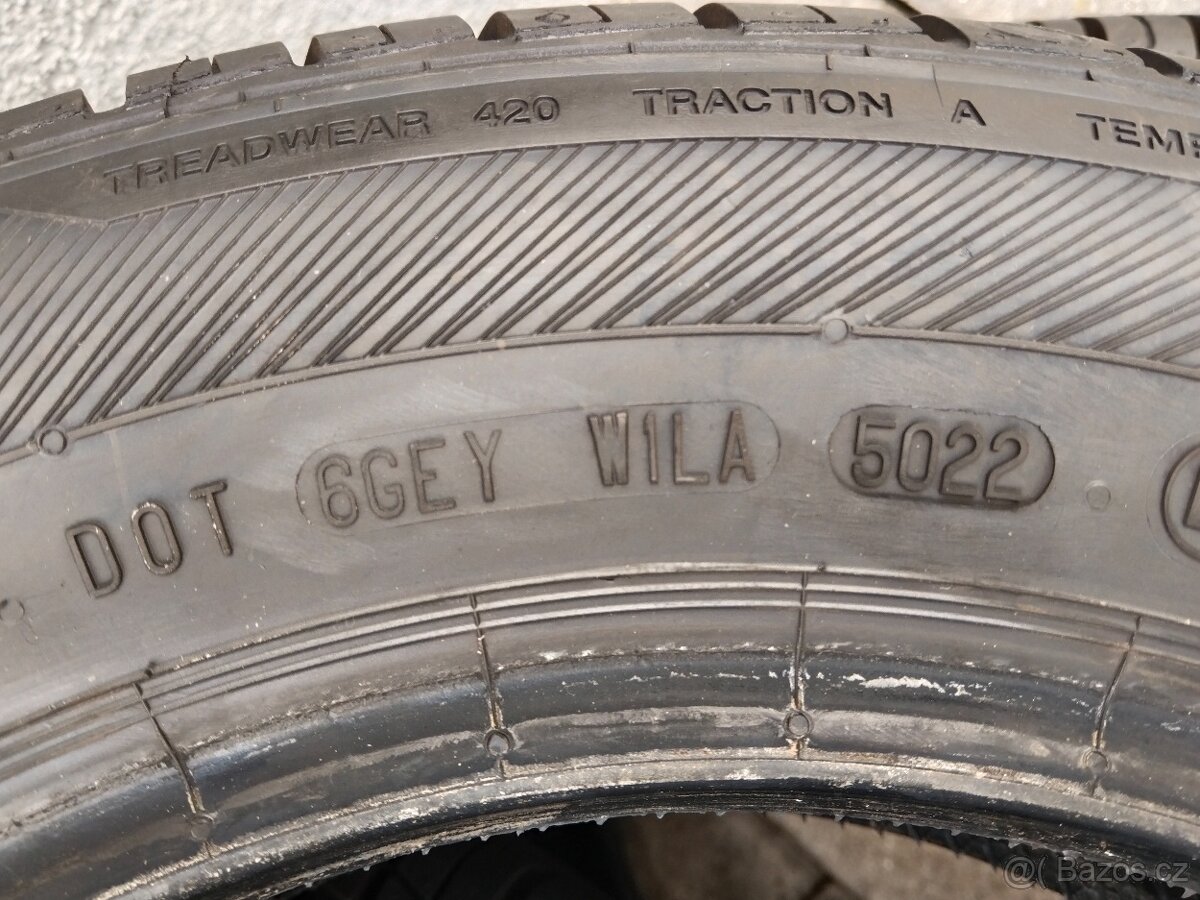 TREADWEAR 420 TRACTION A
DOT 6GEY W1LA 5022
@ Bazos.cz